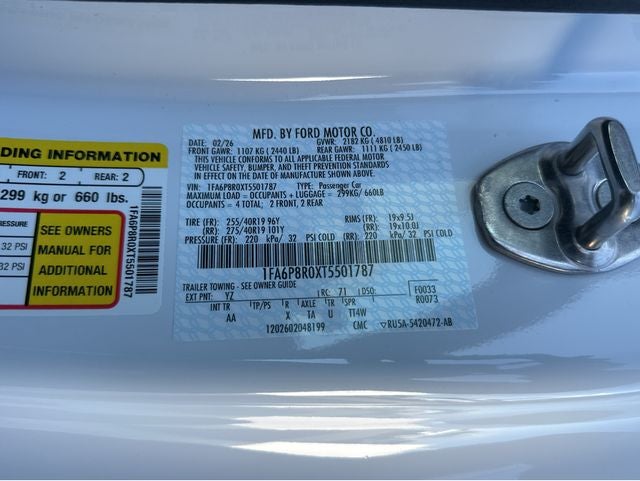 DING INFORMATION
FRONT: 2 REAR: 2
299 kg or 660 lbs.
RESSURE
32 PSI
32 PSI
SEE OWNERS
MANUAL FOR
ADDITIONAL
INFORMATION
1FA6P8R0XT5501787
MFD. BY FORD MOTOR CO.
DATE: 02/26 GVWR: 2182 KG ( 4810 LB)
FRONT GAWR: 1107 KG ( 2440 LB) REAR GAWR: 1111 KG ( 2450 LB)
THIS VEHICLE CONFORMS TO ALL APPLICABLE FEDERAL MOTOR
VEHICLE SAFETY, BUMPER, AND THEFT PREVENTION STANDARDS
IN EFFECT ON THE DATE OF MANUFACTURE SHOWN ABOVE.
VIN: 1FA6P8R0XT5501787 TYPE: Passenger Car
MAXIMUM LOAD = OCCUPANTS + LUGGAGE = 299KG/ 660LB
OCCUPANTS = 4 TOTAL: 2 FRONT, 2 REAR
TIRE (FR): 255/40R19 96Y RIMS (FR): 19x9.5J
(RR): 275/40R19 101Y (RR): 19x10.0J
PRESSURE (FR): 220 kPa/ 32 PSI COLD (RR): 220 kPa/ 32 PSI COLD
1FA6P8R0XT5501787
TRAILER TOWING - SEE OWNER GUIDE F0033
EXT PNT: YZ RC: 71 DSO: R0073
INT TR TP/PS R AXLE TR SPR
AA X TA U TT4W
1202602048199 CMC RU5A-5420472-AB